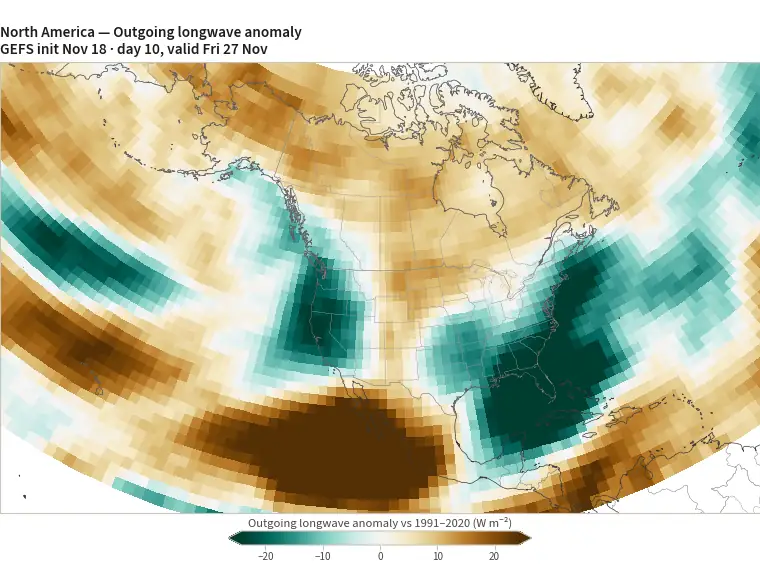 North America — Outgoing longwave anomaly
GEFS init Nov 18 · day 10, valid Fri 27 Nov
Outgoing longwave anomaly vs 1991–2020 (W m⁻²)
−20 −10 0 10 20